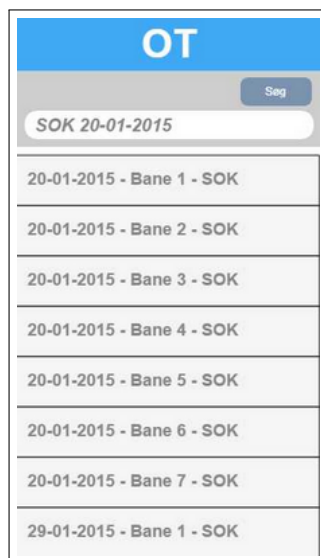 OT
Søg
SOK 20-01-2015
20-01-2015 - Bane 1 - SOK
20-01-2015 - Bane 2 - SOK
20-01-2015 - Bane 3 - SOK
20-01-2015 - Bane 4 - SOK
20-01-2015 - Bane 5 - SOK
20-01-2015 - Bane 6 - SOK
20-01-2015 - Bane 7 - SOK
29-01-2015 - Bane 1 - SOK